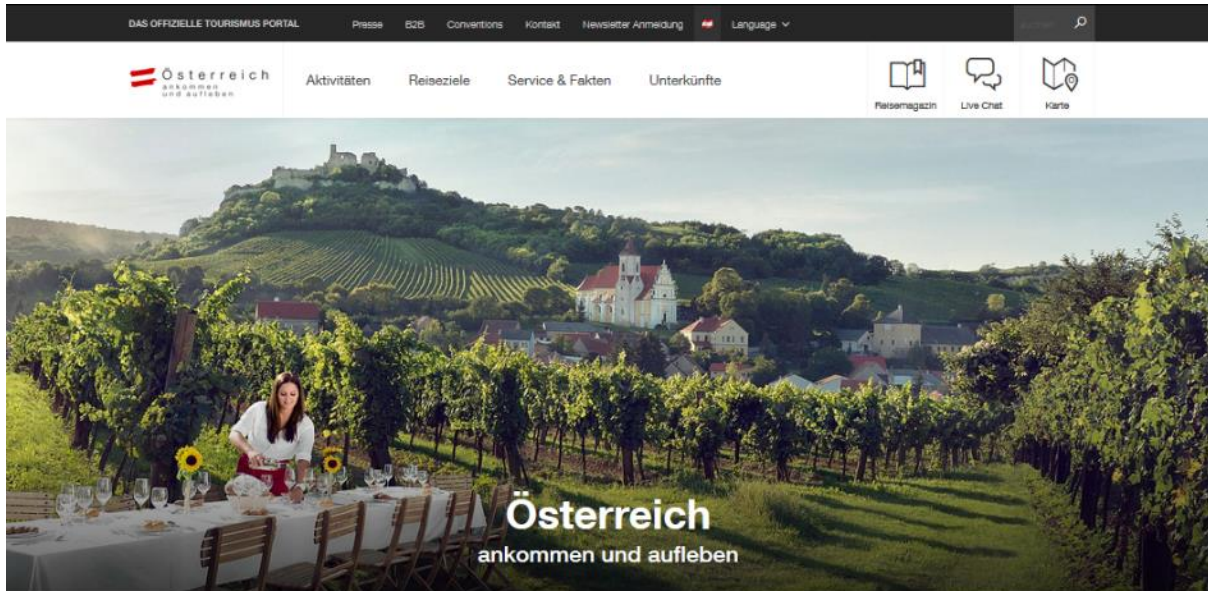 DAS OFFIZIELLE TOURISMUS PORTAL Presse B2B Conventions Kontakt Newsletter Anmeldung Language
Österreich
ankommen
und aufleben
Aktivitäten Reiseziele Service & Fakten Unterkünfte
Reisemagazin Live Chat Karte
Österreich
ankommen und aufleben